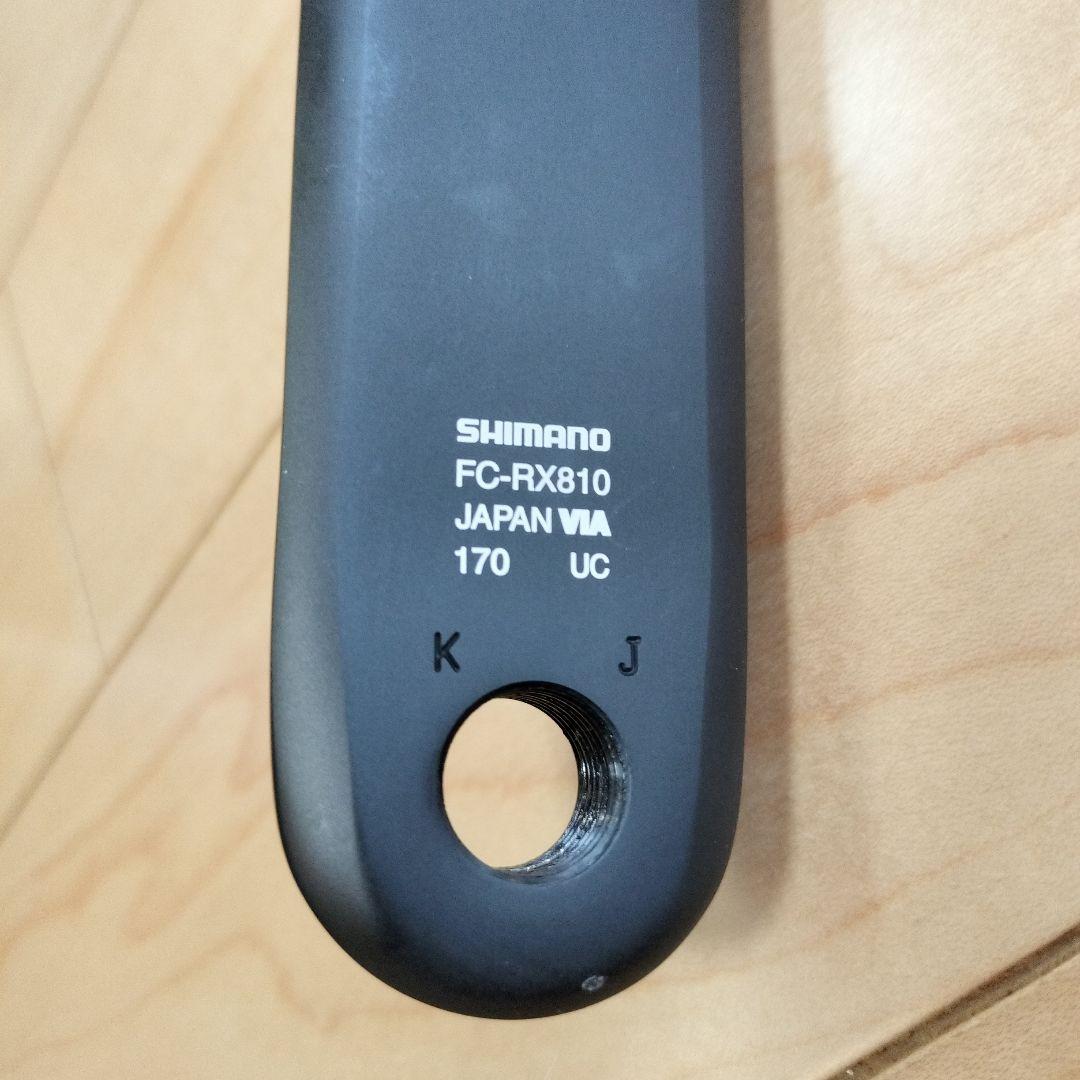 SHIMANO
FC-RX810
JAPAN VIA
170 UC
K J